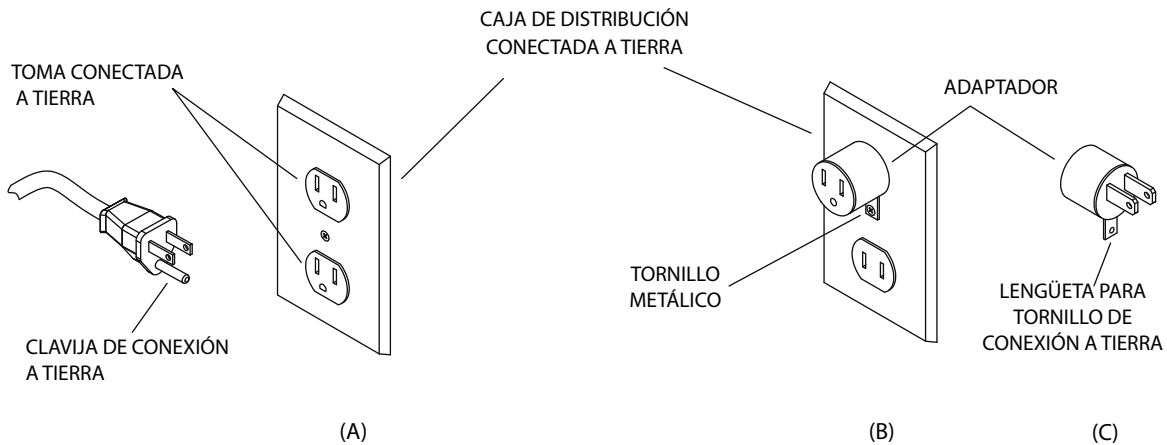 CAJA DE DISTRIBUCIÓN
CONECTADA A TIERRA
TOMA CONECTADA
A TIERRA
ADAPTADOR
TORNILLO
METÁLICO
LENGÜETA PARA
TORNILLO DE
CONEXIÓN A TIERRA
CLAVIJA DE CONEXIÓN
A TIERRA
(A)
(B)
(C)